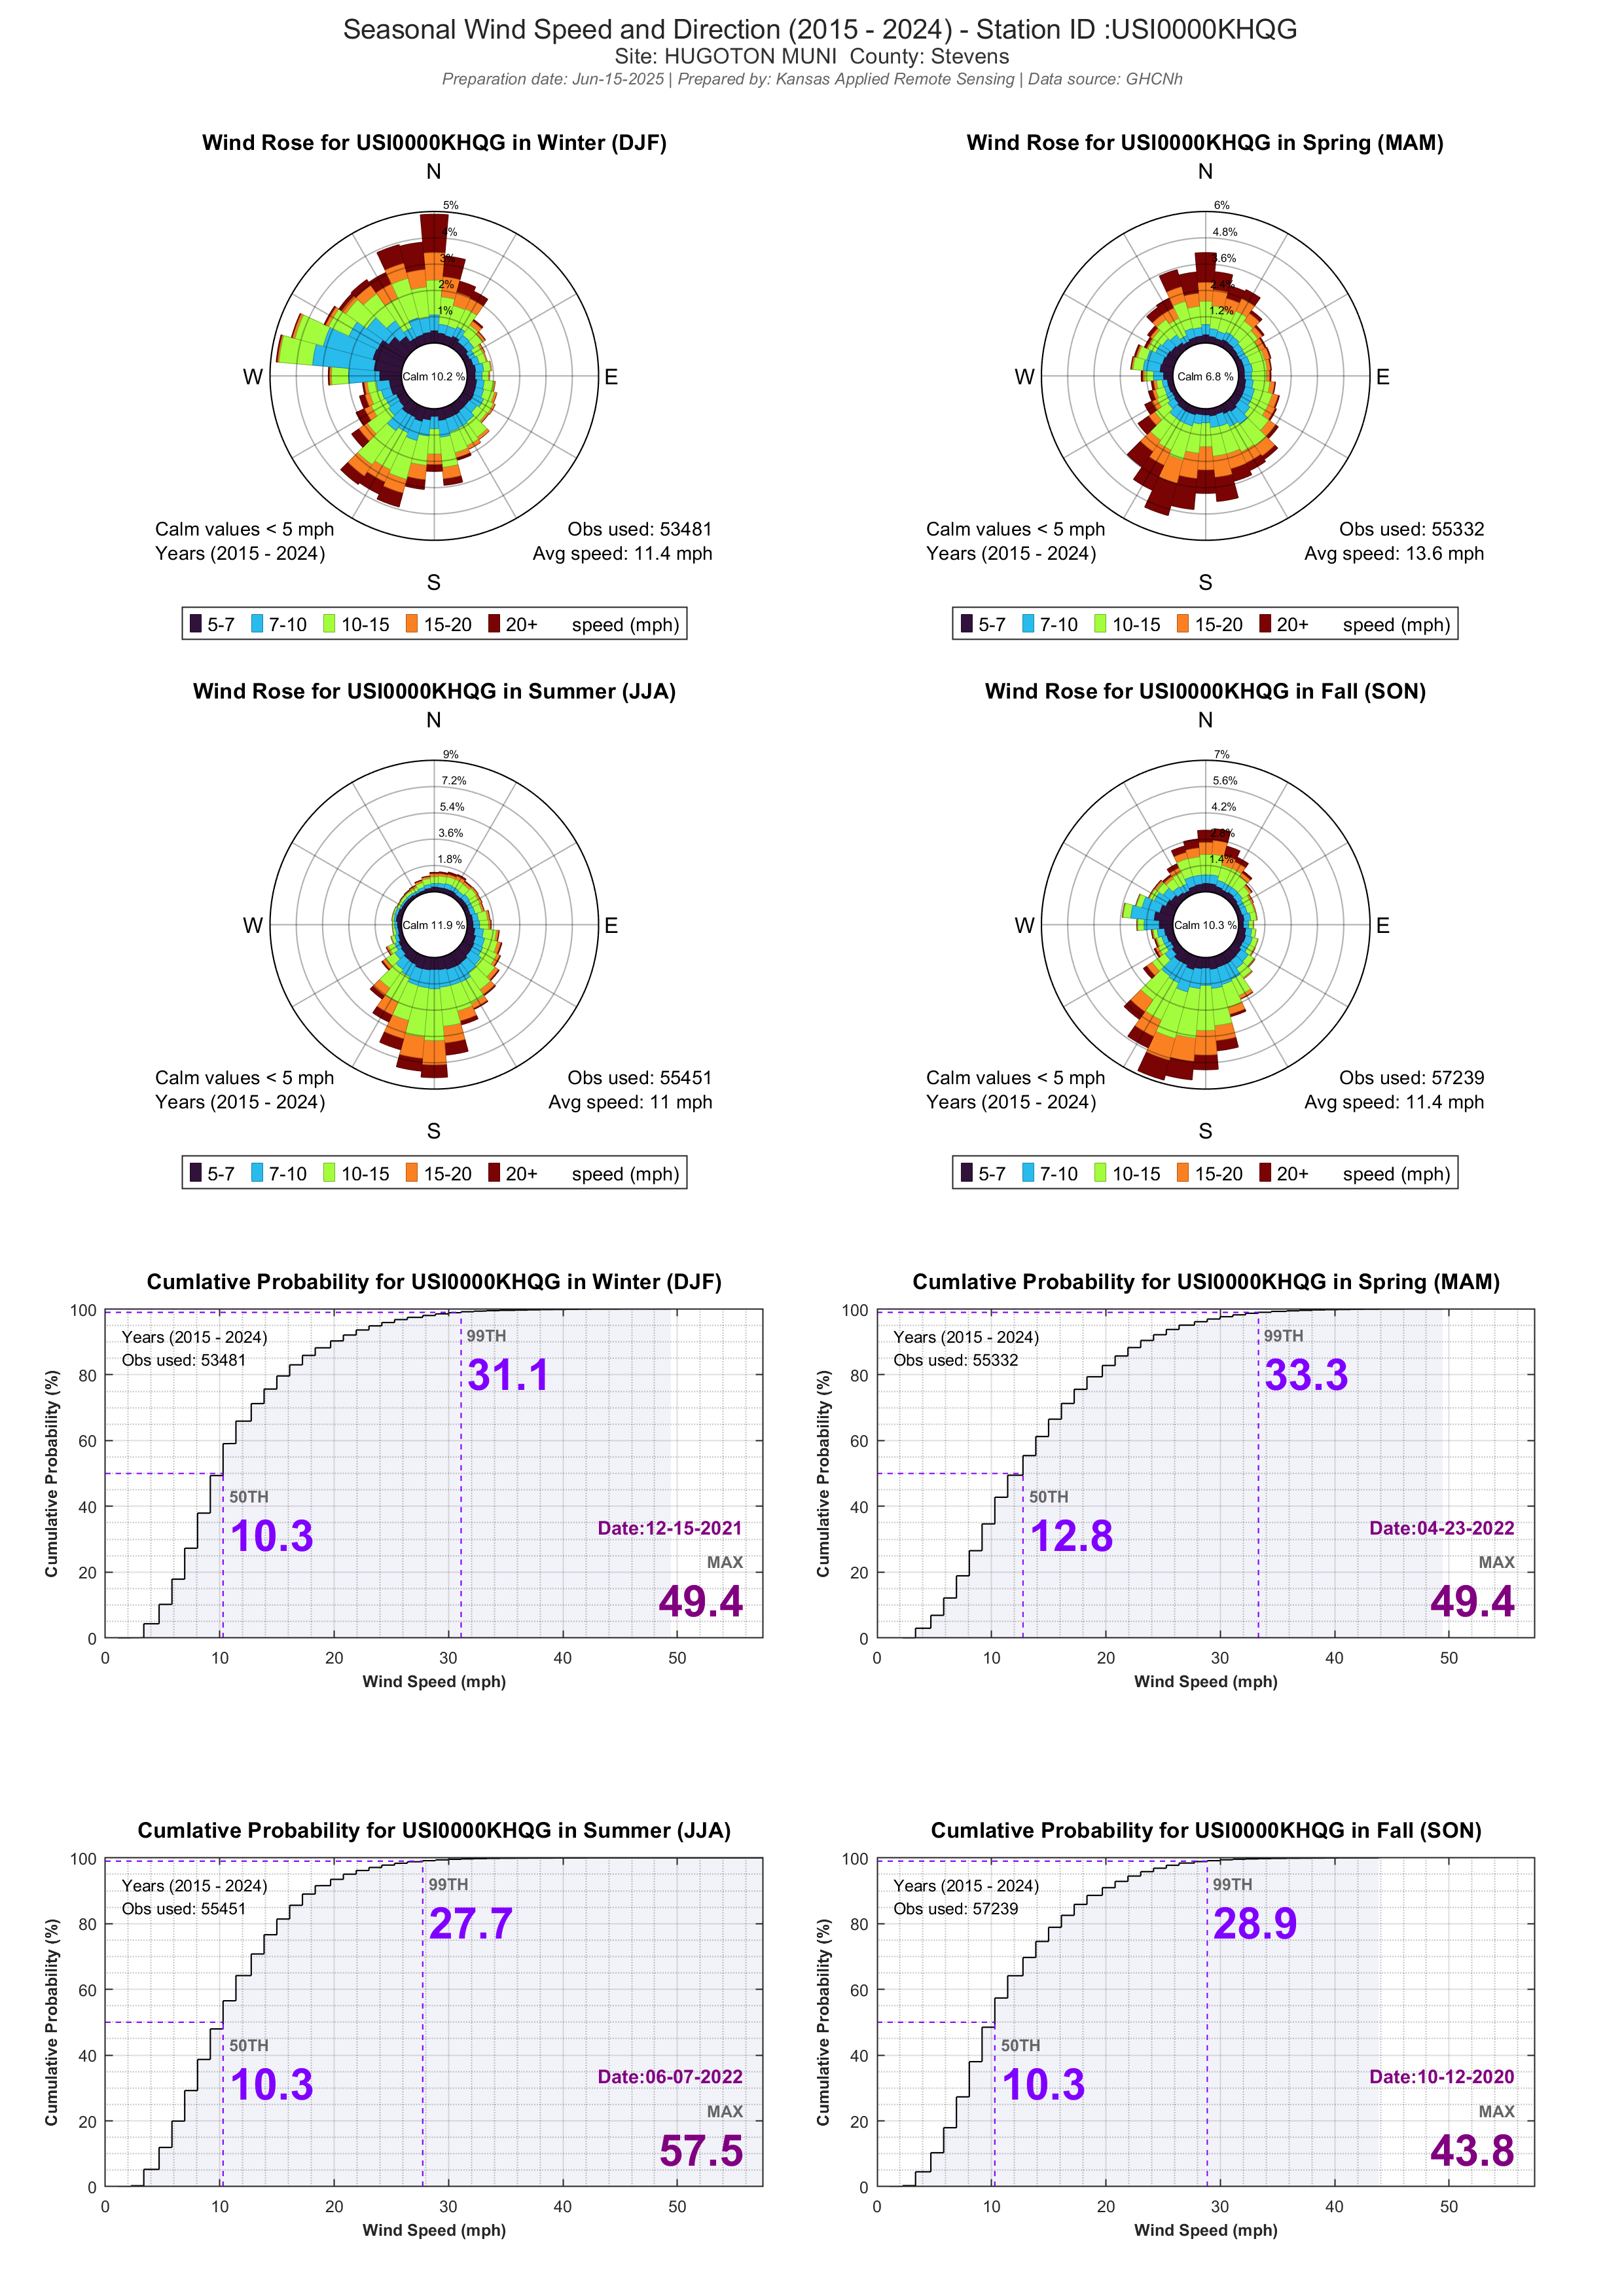 Seasonal Wind Speed and Direction (2015 - 2024) - Station ID :USI0000KHQG
Site: HUGOTON MUNI  County: Stevens
Preparation date: Jun-15-2025 | Prepared by: Kansas Applied Remote Sensing | Data source: GHCNh
Wind Rose for USI0000KHQG in Winter (DJF)
N
5%
4%
3%
2%
1%
W
Calm 10.2 %
E
Calm values < 5 mph
Years (2015 - 2024)
Obs used: 53481
Avg speed: 11.4 mph
S
5-7 7-10 10-15 15-20 20+ speed (mph)
Wind Rose for USI0000KHQG in Spring (MAM)
N
6%
4.8%
3.6%
2.4%
1.2%
W
Calm 6.8 %
E
Calm values < 5 mph
Years (2015 - 2024)
Obs used: 55332
Avg speed: 13.6 mph
S
5-7 7-10 10-15 15-20 20+ speed (mph)
Wind Rose for USI0000KHQG in Summer (JJA)
N
9%
7.2%
5.4%
3.6%
1.8%
W
Calm 11.9 %
E
Calm values < 5 mph
Years (2015 - 2024)
Obs used: 55451
Avg speed: 11 mph
S
5-7 7-10 10-15 15-20 20+ speed (mph)
Wind Rose for USI0000KHQG in Fall (SON)
N
7%
5.6%
4.2%
2.8%
1.4%
W
Calm 10.3 %
E
Calm values < 5 mph
Years (2015 - 2024)
Obs used: 57239
Avg speed: 11.4 mph
S
5-7 7-10 10-15 15-20 20+ speed (mph)
Cumlative Probability for USI0000KHQG in Winter (DJF)
Cumulative Probability (%)
100
80
60
40
20
0
Years (2015 - 2024)
Obs used: 53481
99TH
31.1
50TH
10.3
Date:12-15-2021
MAX
49.4
0 10 20 30 40 50
Wind Speed (mph)
Cumlative Probability for USI0000KHQG in Spring (MAM)
Cumulative Probability (%)
100
80
60
40
20
0
Years (2015 - 2024)
Obs used: 55332
99TH
33.3
50TH
12.8
Date:04-23-2022
MAX
49.4
0 10 20 30 40 50
Wind Speed (mph)
Cumlative Probability for USI0000KHQG in Summer (JJA)
Cumulative Probability (%)
100
80
60
40
20
0
Years (2015 - 2024)
Obs used: 55451
99TH
27.7
50TH
10.3
Date:06-07-2022
MAX
57.5
0 10 20 30 40 50
Wind Speed (mph)
Cumlative Probability for USI0000KHQG in Fall (SON)
Cumulative Probability (%)
100
80
60
40
20
0
Years (2015 - 2024)
Obs used: 57239
99TH
28.9
50TH
10.3
Date:10-12-2020
MAX
43.8
0 10 20 30 40 50
Wind Speed (mph)